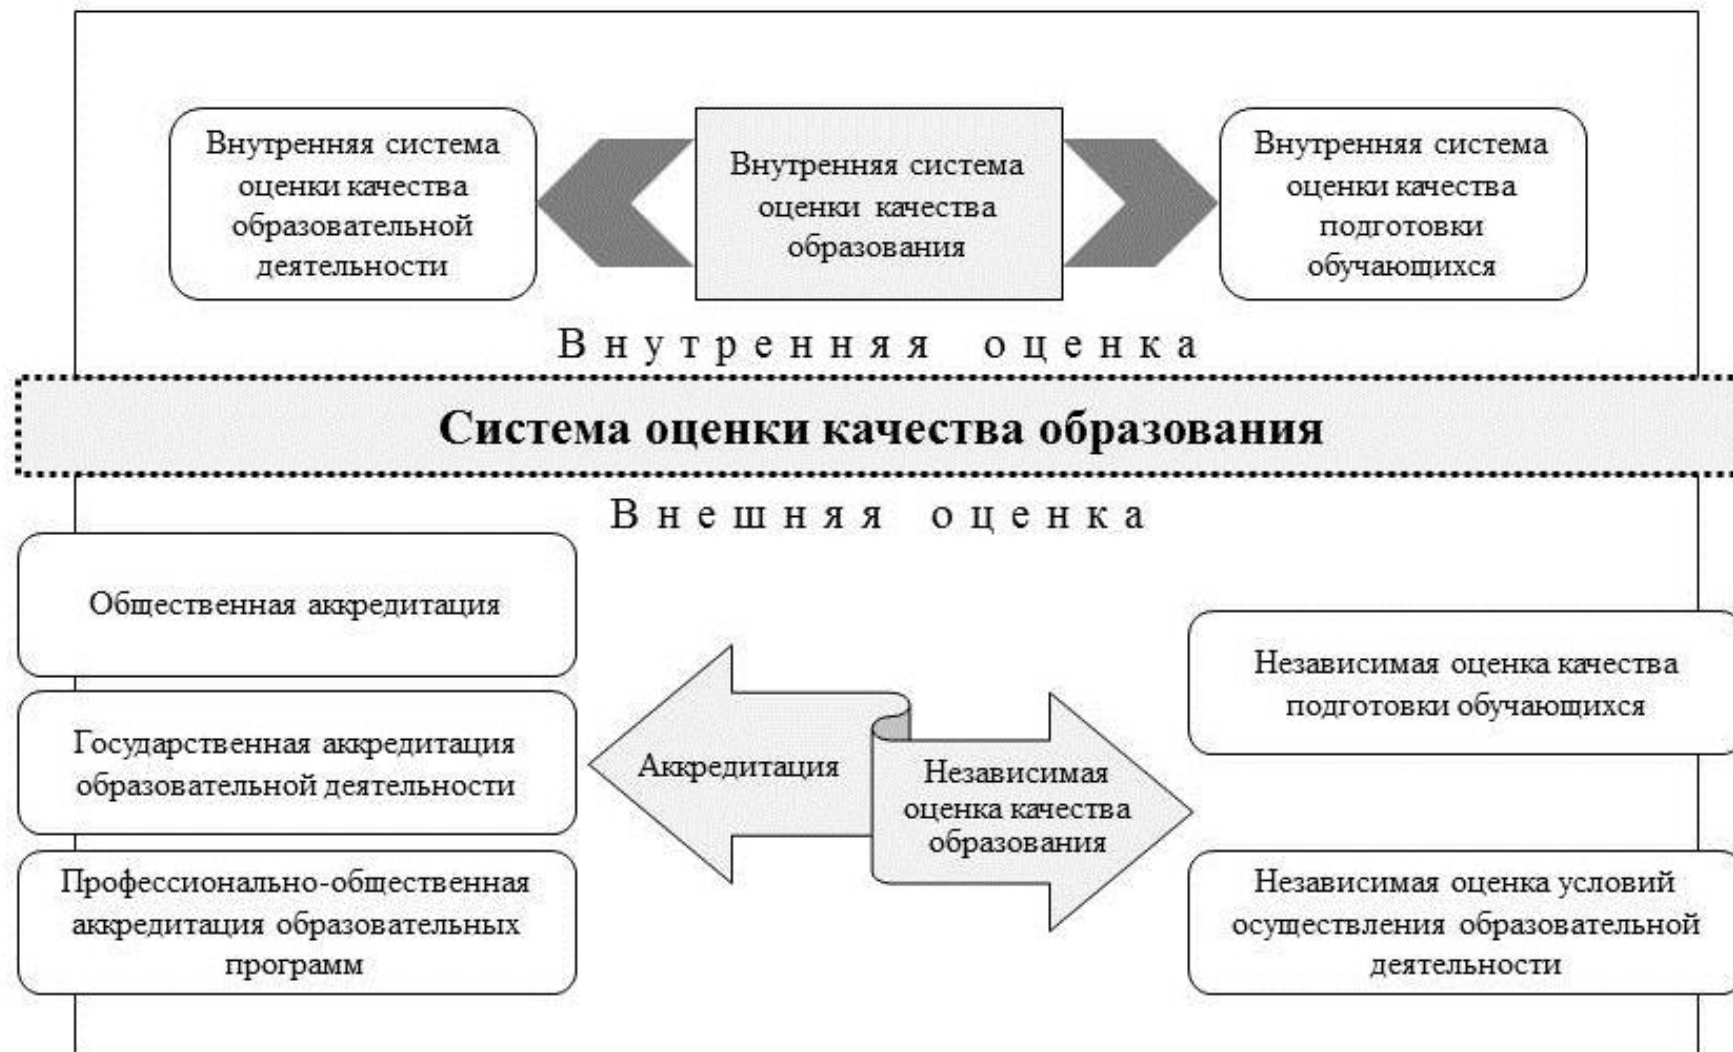 Внутренняя система
оценки качества
образовательной
деятельности
Внутренняя система
оценки качества
образования
Внутренняя система
оценки качества
подготовки
обучающихся
Внутренняя оценка
Система оценки качества образования
Внешняя оценка
Общественная аккредитация
Государственная аккредитация
образовательной деятельности
Профессионально-общественная
аккредитация образовательных
программ
Аккредитация
Независимая
оценка качества
образования
Независимая оценка качества
подготовки обучающихся
Независимая оценка условий
осуществления образовательной
деятельности